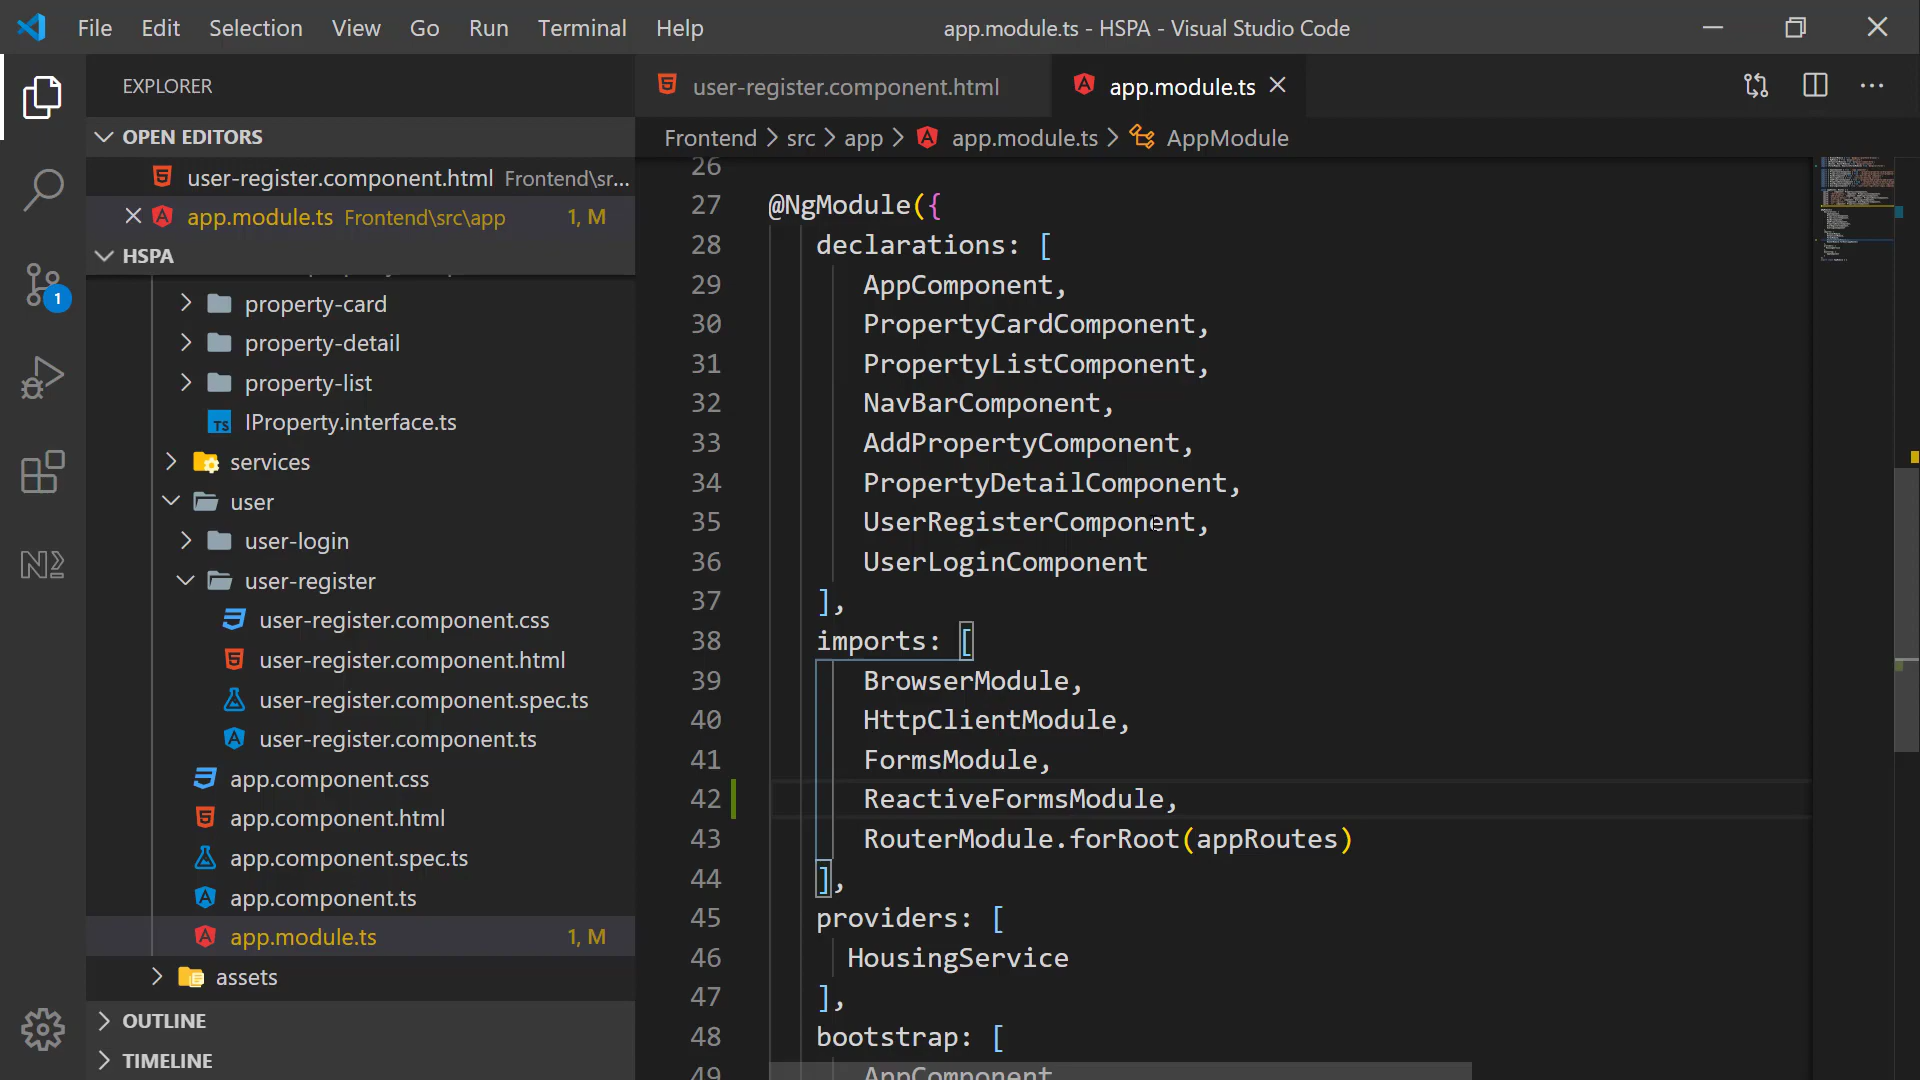 File Edit Selection View Go Run Terminal Help
app.module.ts - HSPA - Visual Studio Code
EXPLORER
OPEN EDITORS
user-register.component.html Frontend\sr...
app.module.ts Frontend\src\app 1, M
HSPA
property-card
property-detail
property-list
TS IProperty.interface.ts
services
user
user-login
user-register
user-register.component.css
user-register.component.html
user-register.component.spec.ts
user-register.component.ts
app.component.css
app.component.html
app.component.spec.ts
app.component.ts
app.module.ts 1, M
assets
OUTLINE
TIMELINE
1
user-register.component.html
app.module.ts
Frontend > src > app > app.module.ts > AppModule
26
27 @NgModule({
28 declarations: [
29 AppComponent,
30 PropertyCardComponent,
31 PropertyListComponent,
32 NavBarComponent,
33 AddPropertyComponent,
34 PropertyDetailComponent,
35 UserRegisterComponent,
36 UserLoginComponent
37 ],
38 imports: [
39 BrowserModule,
40 HttpClientModule,
41 FormsModule,
42 ReactiveFormsModule,
43 RouterModule.forRoot(appRoutes)
44 ],
45 providers: [
46 HousingService
47 ],
48 bootstrap: [
49 AppComponent